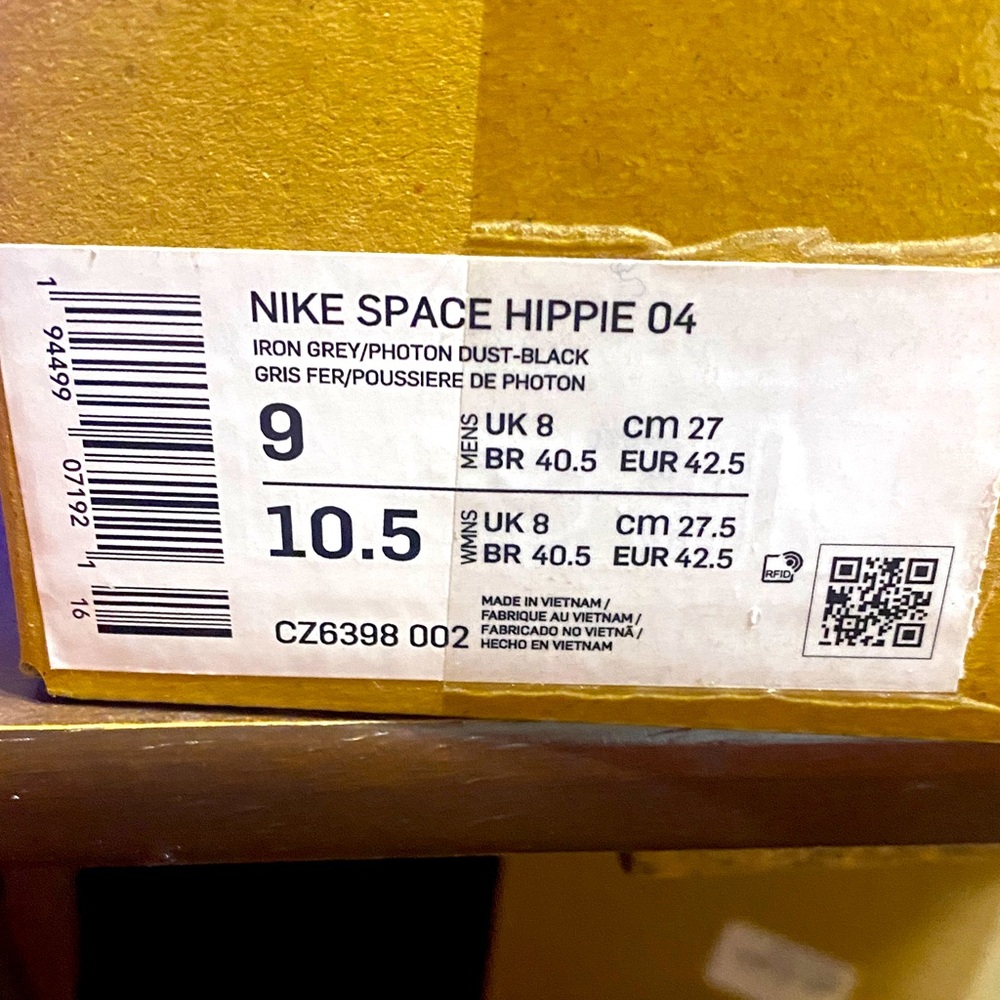 NIKE SPACE HIPPIE 04
IRON GREY/PHOTON DUST-BLACK
GRIS FER/POUSSIERE DE PHOTON
9 MENS UK 8 cm 27
BR 40.5 EUR 42.5
10.5 WMNS UK 8 cm 27.5
BR 40.5 EUR 42.5
CZ6398 002
MADE IN VIETNAM /
FABRIQUE AU VIETNAM /
FABRICADO NO VIETNÃ /
HECHO EN VIETNAM
RFID
1 94499 07192 1 16